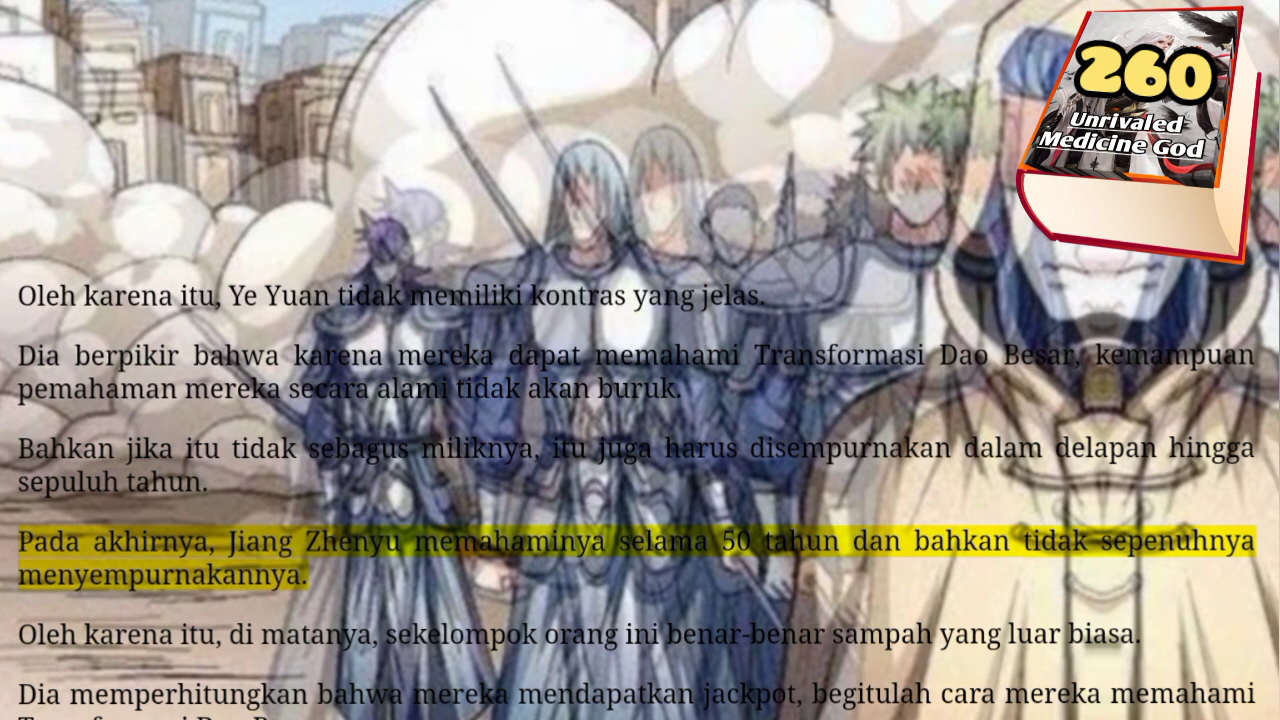 260
Unrivaled
Medicine God
Oleh karena itu, Ye Yuan tidak memiliki kontras yang jelas.
Dia berpikir bahwa karena mereka dapat memahami Transformasi Dao Besar, kemampuan
pemahaman mereka secara alami tidak akan buruk.
Bahkan jika itu tidak sebagus miliknya, itu juga harus disempurnakan dalam delapan hingga
sepuluh tahun.
Pada akhirnya, Jiang Zhenyu memahaminya selama 50 tahun dan bahkan tidak sepenuhnya
menyempurnakannya.
Oleh karena itu, di matanya, sekelompok orang ini benar-benar sampah yang luar biasa.
Dia memperhitungkan bahwa mereka mendapatkan jackpot, begitulah cara mereka memahami